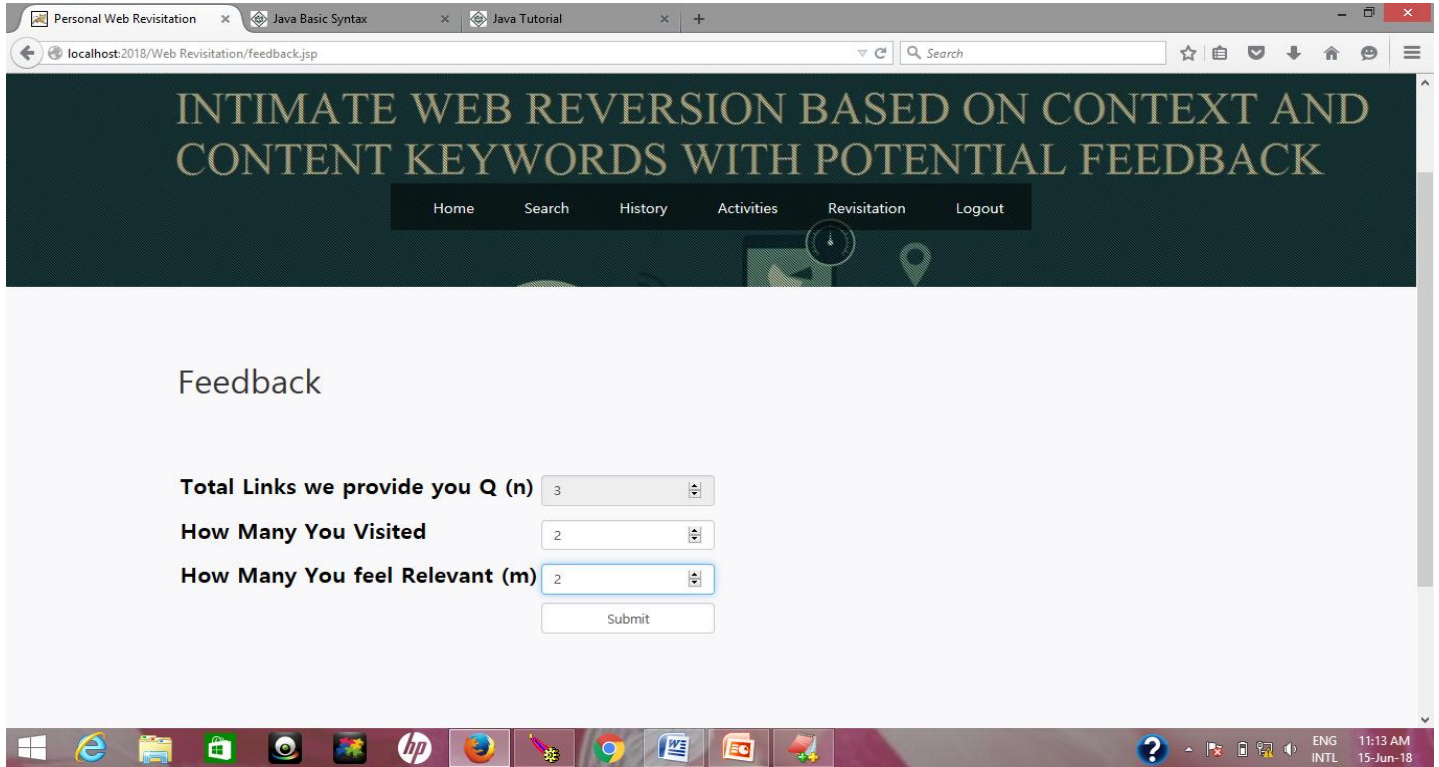 Personal Web Revisitation
Java Basic Syntax
Java Tutorial
localhost:2018/Web Revisitation/feedback.jsp
Search
INTIMATE WEB REVERSION BASED ON CONTEXT AND
CONTENT KEYWORDS WITH POTENTIAL FEEDBACK
Home Search History Activities Revisitation Logout
Feedback
Total Links we provide you Q (n) 3
How Many You Visited 2
How Many You feel Relevant (m) 2
Submit
hp
ENG 11:13 AM
INTL 15-Jun-18